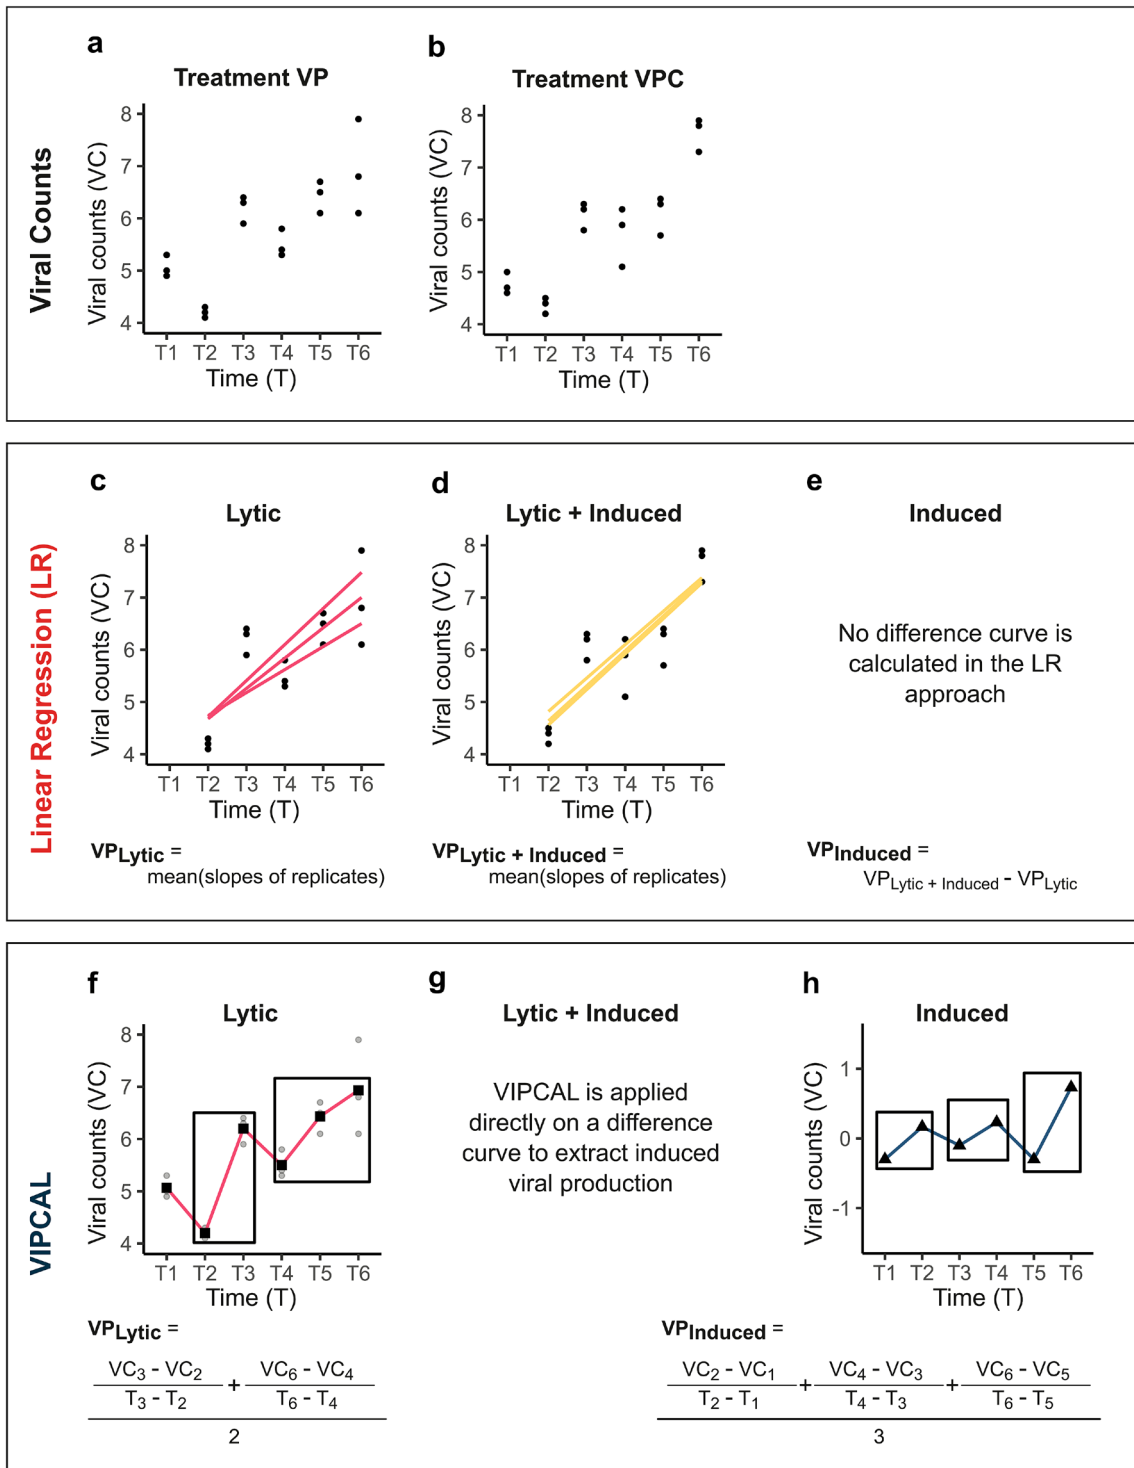 Viral Counts
a
Treatment VP
Viral counts (VC)
8
7
6
5
4
T1 T2 T3 T4 T5 T6
Time (T)
b
Treatment VPC
Viral counts (VC)
8
7
6
5
4
T1 T2 T3 T4 T5 T6
Time (T)
Linear Regression (LR)
c
Lytic
Viral counts (VC)
8
7
6
5
4
T1 T2 T3 T4 T5 T6
Time (T)
VPLytic =
mean(slopes of replicates)
d
Lytic + Induced
Viral counts (VC)
8
7
6
5
4
T1 T2 T3 T4 T5 T6
Time (T)
VPLytic + Induced =
mean(slopes of replicates)
e
Induced
No difference curve is
calculated in the LR
approach
VPInduced =
VPLytic + Induced - VPLytic
VIPCAL
f
Lytic
Viral counts (VC)
8
7
6
5
4
T1 T2 T3 T4 T5 T6
Time (T)
VPLytic =
VC3 - VC2 + VC6 - VC4
T3 - T2 T6 - T4
2
g
Lytic + Induced
VIPCAL is applied
directly on a difference
curve to extract induced
viral production
h
Induced
Viral counts (VC)
1
0
-1
T1 T2 T3 T4 T5 T6
Time (T)
VPInduced =
VC2 - VC1 + VC4 - VC3 + VC6 - VC5
T2 - T1 T4 - T3 T6 - T5
3